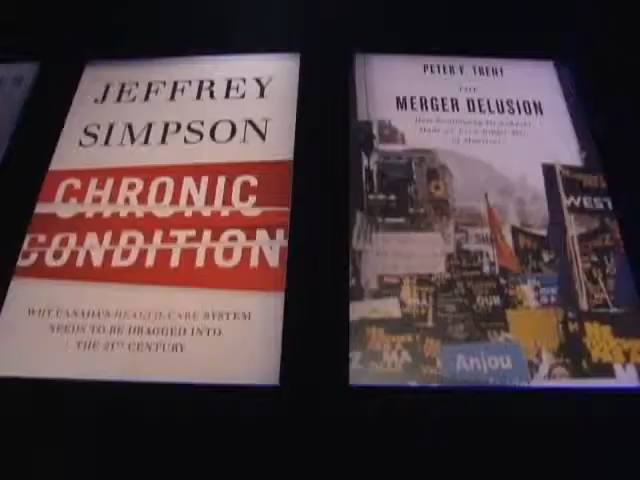 JEFFREY
SIMPSON
CHRONIC
CONDITION
WHY CANADA'S HEALTH-CARE SYSTEM
NEEDS TO BE DRAGGED INTO
THE 21ST CENTURY
PETER F. TRENT
THE
MERGER DELUSION
WEST
Anjou